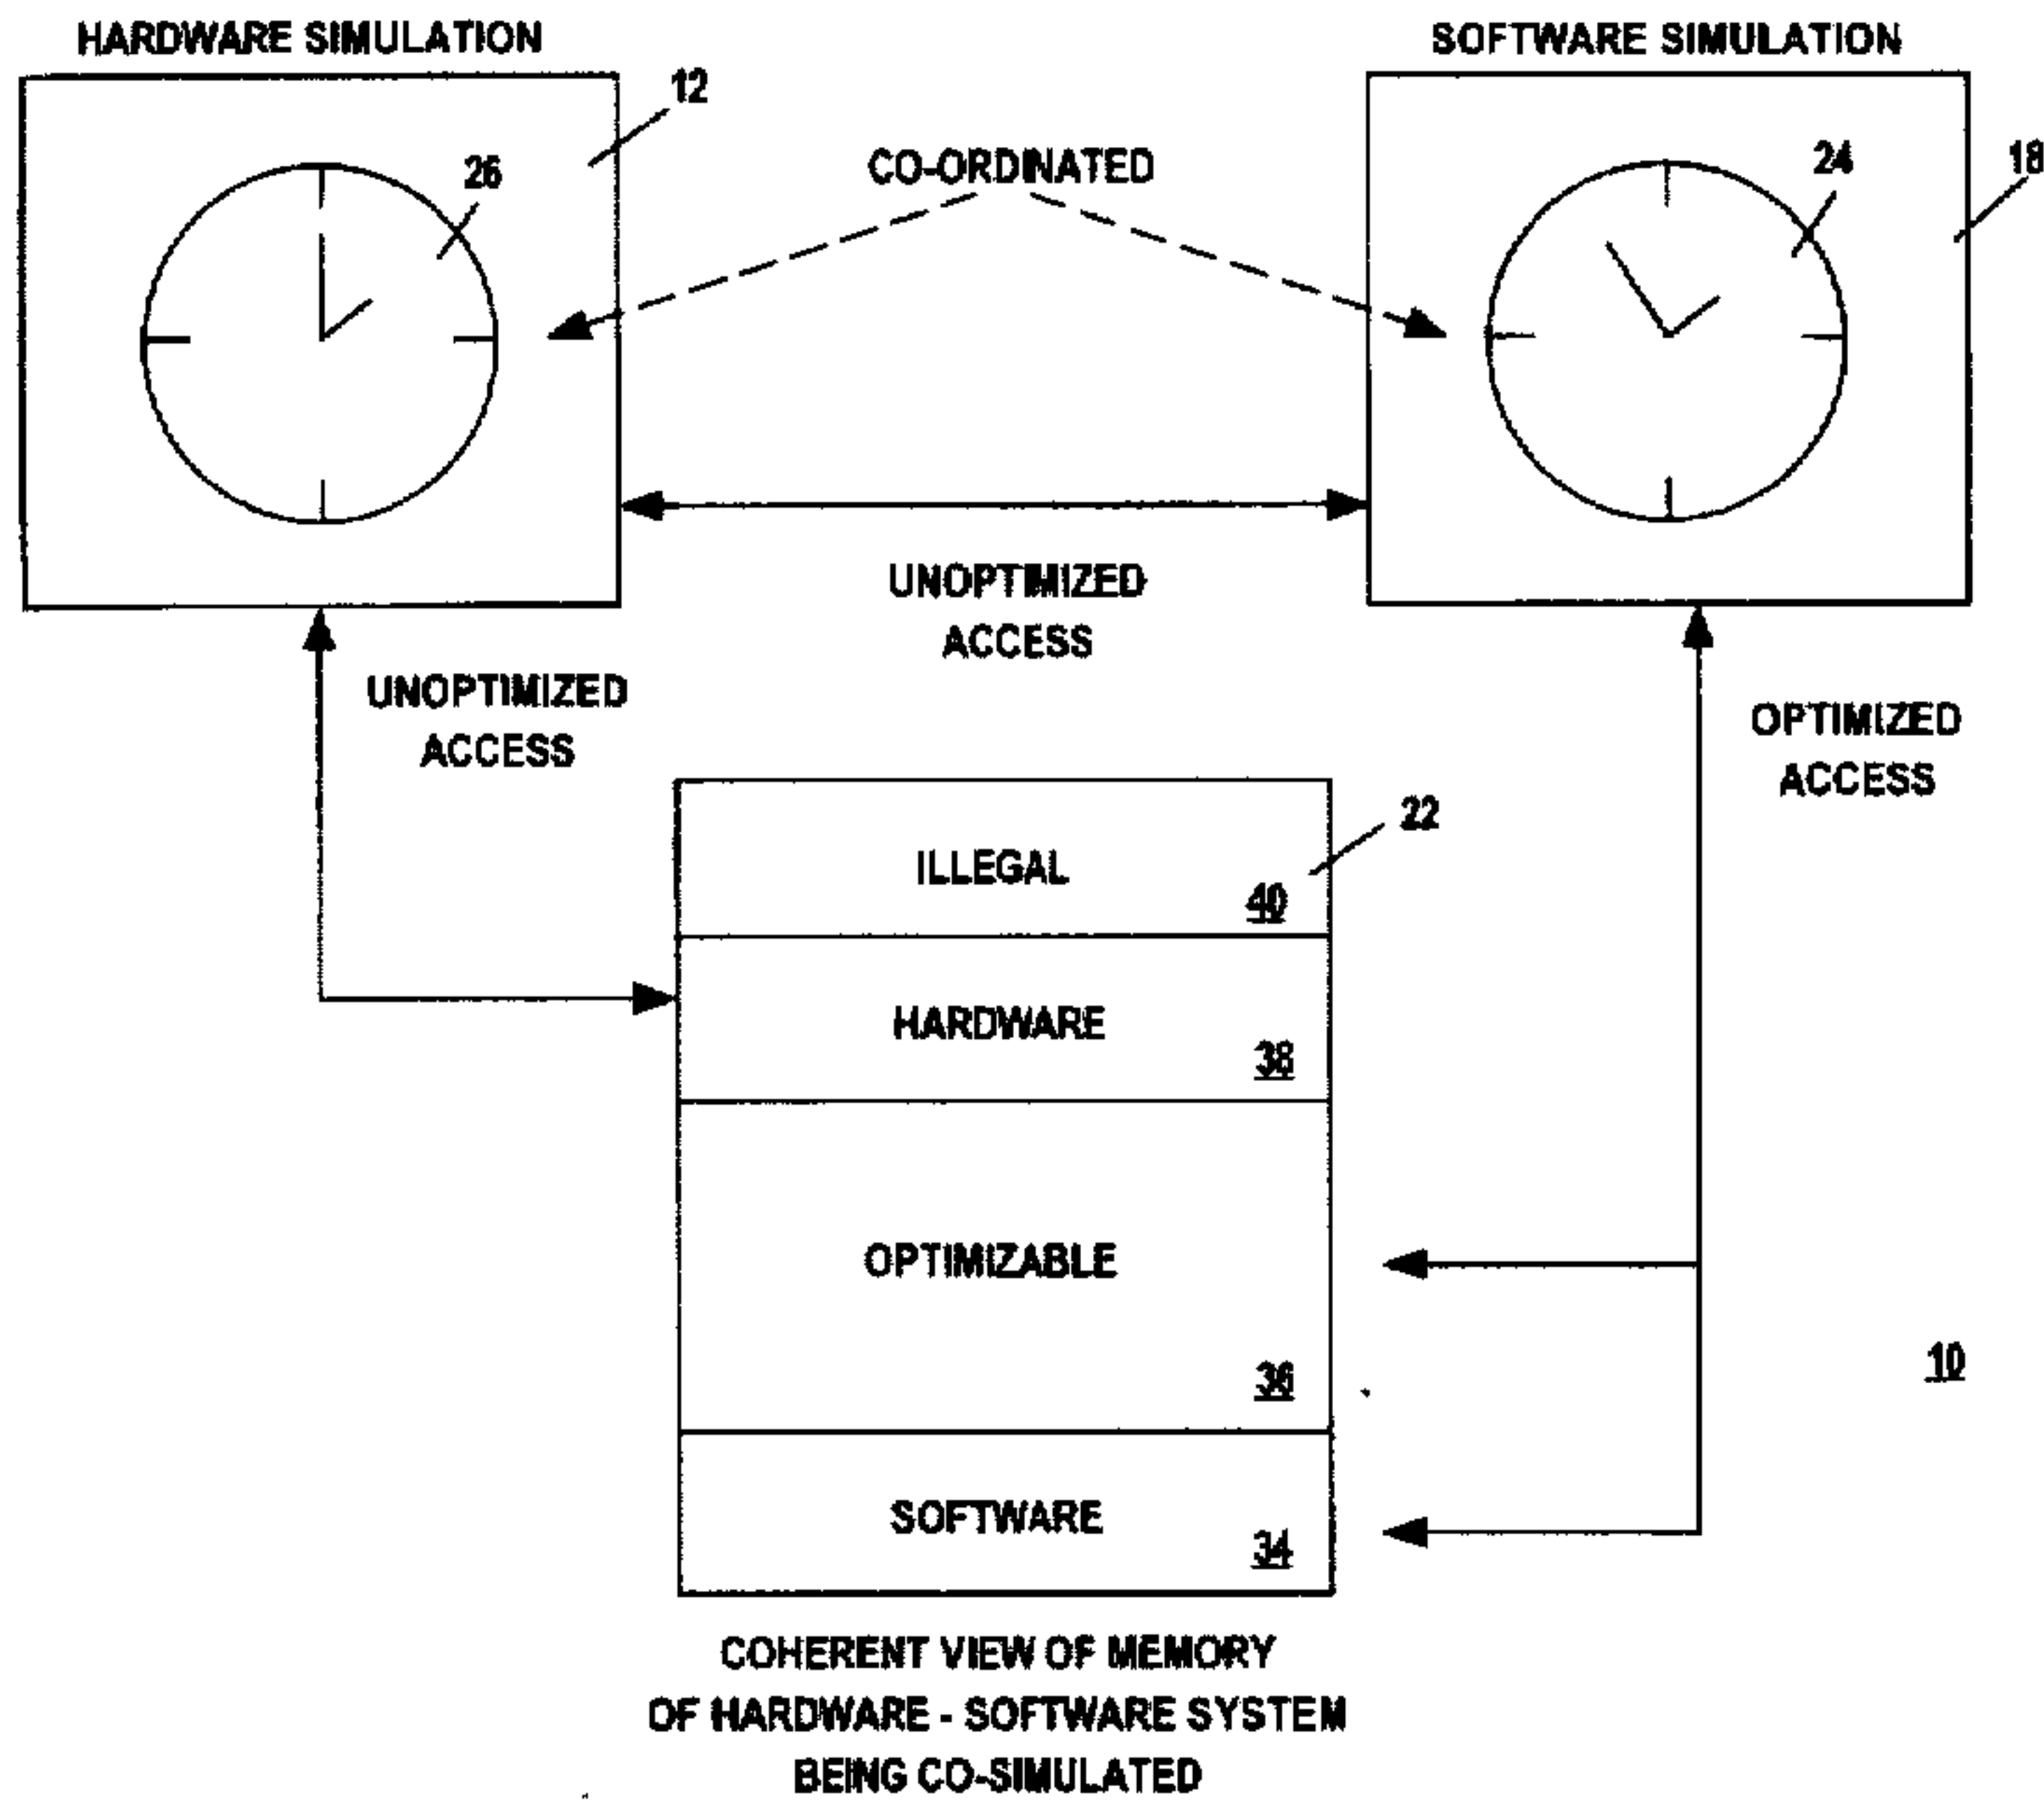 HARDWARE SIMULATION
SOFTWARE SIMULATION
12
26
CO-ORDINATED
24
18
UNOPTIMIZED
ACCESS
UNOPTIMIZED
ACCESS
OPTIMIZED
ACCESS
22
ILLEGAL
40
HARDWARE
38
OPTIMIZABLE
36
10
SOFTWARE
34
COHERENT VIEW OF MEMORY
OF HARDWARE - SOFTWARE SYSTEM
BEING CO-SIMULATED